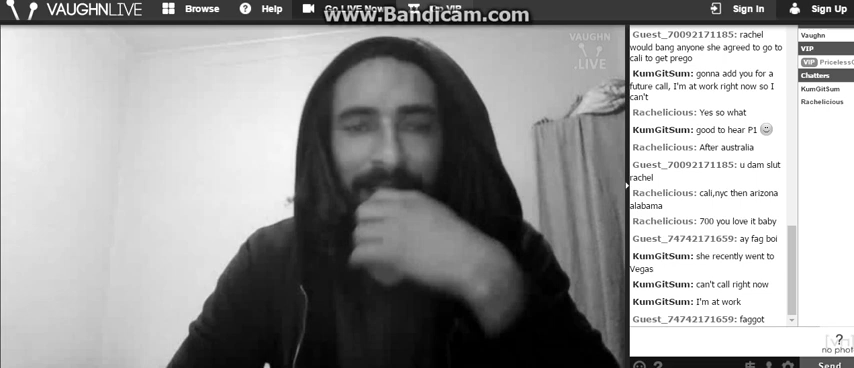 VAUGHNLIVE
Browse
Help
Go LIVE Now
VIP
Sign In
Sign Up
www.Bandicam.com
VAUGHN
.LIVE
Guest_70092171185: rachel
would bang anyone she agreed to go to
cali to get prego
KumGitSum: gonna add you for a
future call, I'm at work right now so I
can't
Rachelicious: Yes so what
KumGitSum: good to hear P1
Rachelicious: After australia
Guest_70092171185: u dam slut
rachel
Rachelicious: cali,nyc then arizona
alabama
Rachelicious: 700 you love it baby
Guest_74742171659: ay fag boi
KumGitSum: she recently went to
Vegas
KumGitSum: can't call right now
KumGitSum: I'm at work
Guest_74742171659: faggot
Vaughn
VIP
VIP
Chatters
KumGitSum
Rachelicious
?
Send